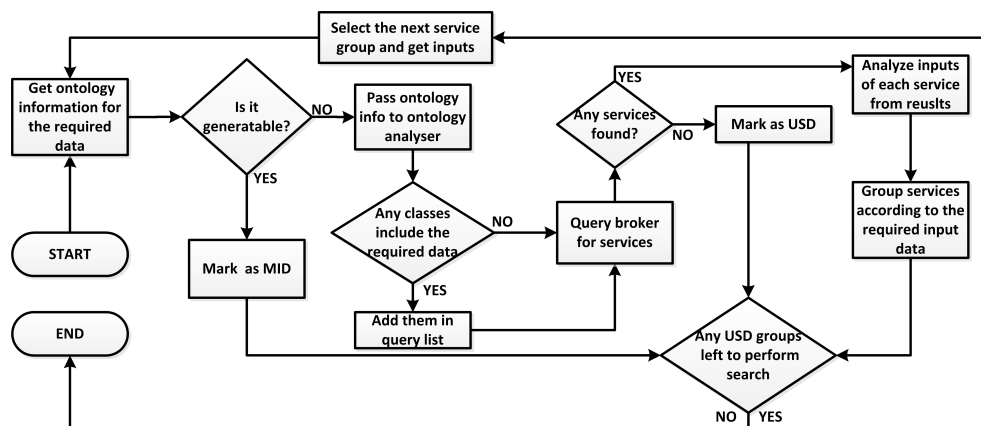 Select the next service
group and get inputs
Get ontology
information for
the required
data
Is it
generatable?
NO
YES
Pass ontology
info to ontology
analyser
Any services
found?
YES
NO
Mark as USD
Analyze inputs
of each service
from reuslts
START
Mark as MID
Any classes
include the
required data
NO
YES
Query broker
for services
Group services
according to the
required input
data
END
Add them in
query list
Any USD groups
left to perform
search
NO
YES